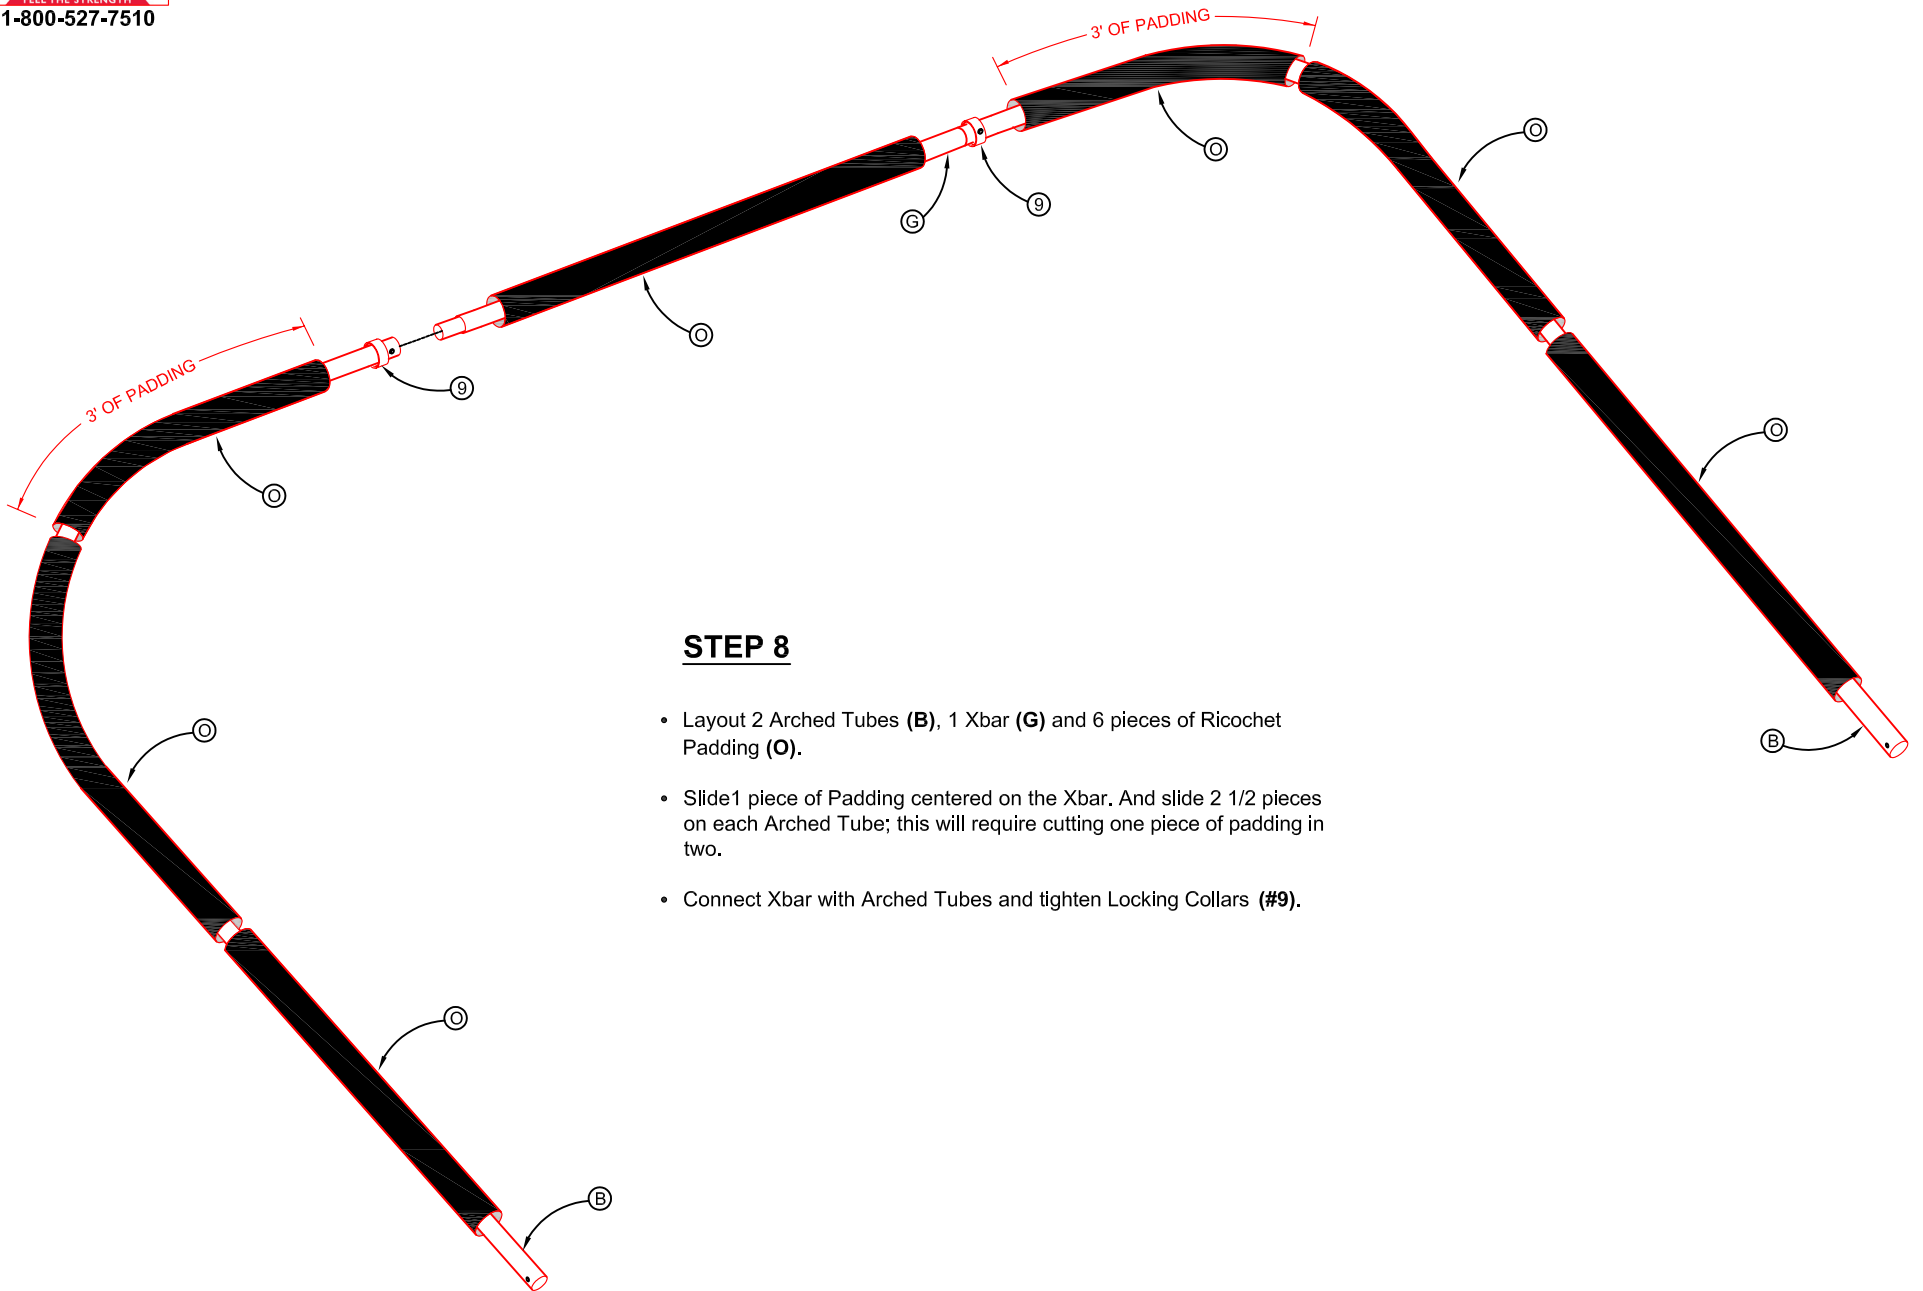 FEEL THE STRENGTH
1-800-527-7510
3' OF PADDING
O
O
G
9
O
3' OF PADDING
9
O
O
O
B
O
O
B
STEP 8
• Layout 2 Arched Tubes (B), 1 Xbar (G) and 6 pieces of Ricochet
Padding (O).
• Slide1 piece of Padding centered on the Xbar. And slide 2 1/2 pieces
on each Arched Tube; this will require cutting one piece of padding in
two.
• Connect Xbar with Arched Tubes and tighten Locking Collars (#9).